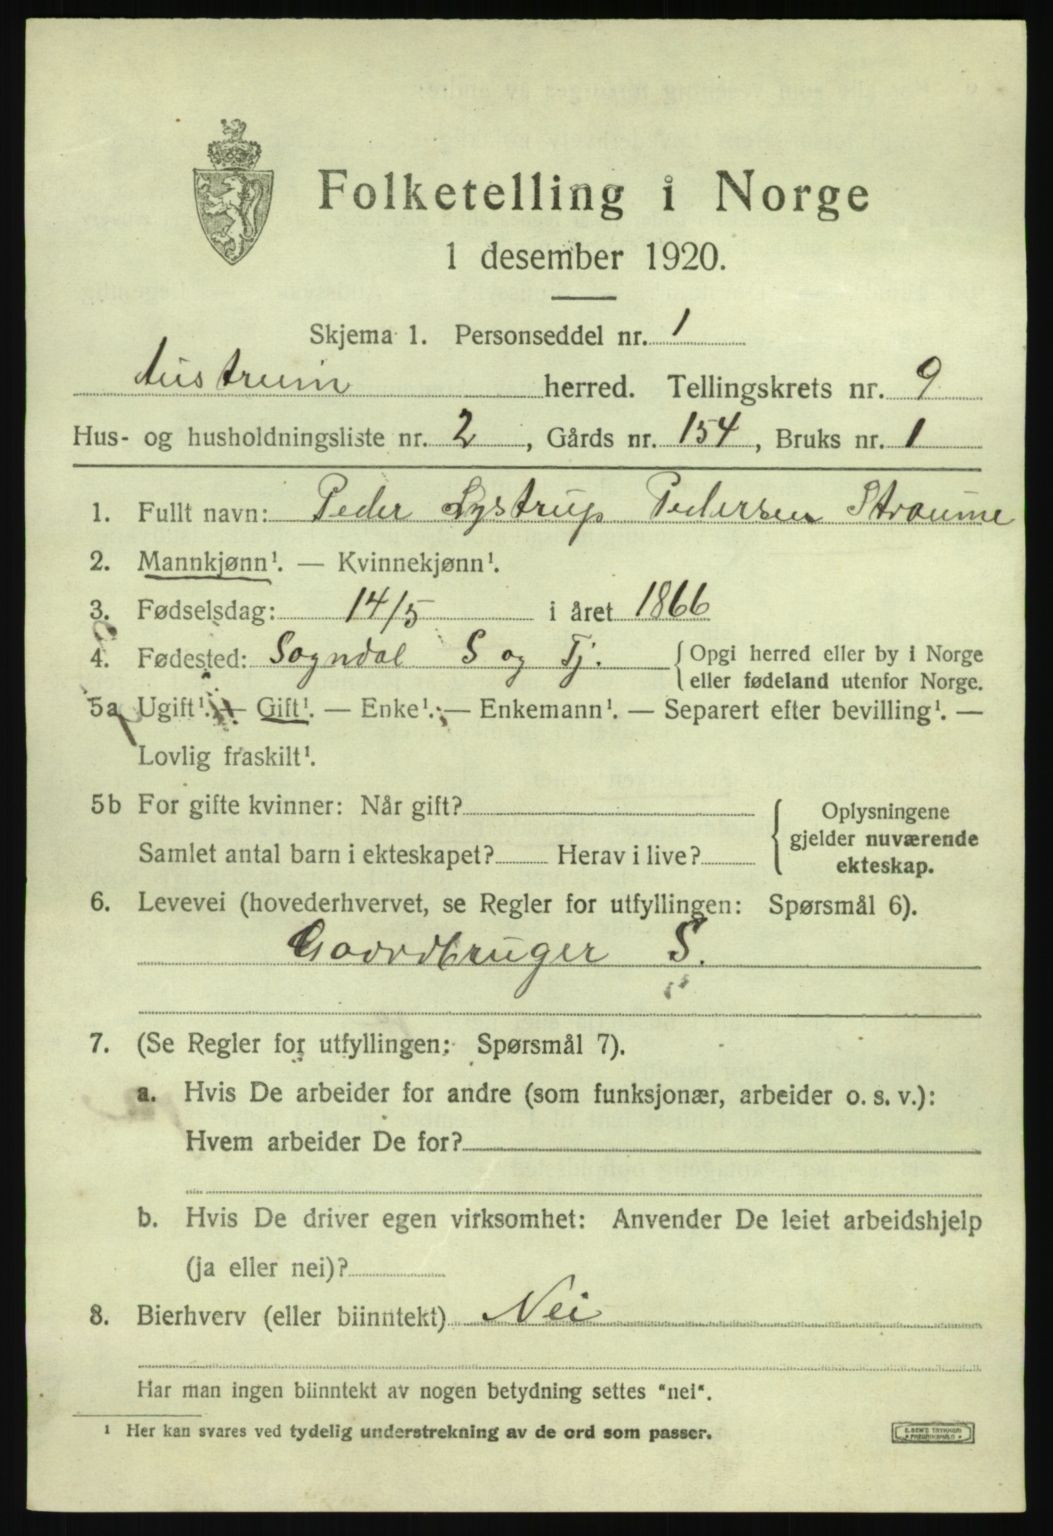 Folketelling i Norge
1 desember 1920.
Skjema 1. Personseddel nr. 1
Austrheim herred. Tellingskrets nr. 9
Hus- og husholdningsliste nr. 2, Gårds nr. 154, Bruks nr. 1
1. Fullt navn: Peder Lystrup Pedersen Straume
2. Mannkjønn¹. — Kvinnekjønn¹.
3. Fødselsdag: 14/5 i året 1866
4. Fødested: Sogndal S og Fj. {Opgi herred eller by i Norge
eller fødeland utenfor Norge.
5a Ugift¹. — Gift¹. — Enke¹. — Enkemann¹. — Separert efter bevilling¹. —
Lovlig fraskilt¹.
5b For gifte kvinner: Når gift?
Samlet antal barn i ekteskapet? Herav i live?
{Oplysningene
gjelder nuværende
ekteskap.
6. Levevei (hovederhvervet, se Regler for utfyllingen: Spørsmål 6).
Gaardbruger S.
7. (Se Regler for utfyllingen: Spørsmål 7).
a. Hvis De arbeider for andre (som funksjonær, arbeider o. s. v.):
Hvem arbeider De for?
b. Hvis De driver egen virksomhet: Anvender De leiet arbeidshjelp
(ja eller nei)?
8. Bierhverv (eller biinntekt) Nei
Har man ingen biinntekt av nogen betydning settes "nei".
¹ Her kan svares ved tydelig understrekning av de ord som passer.